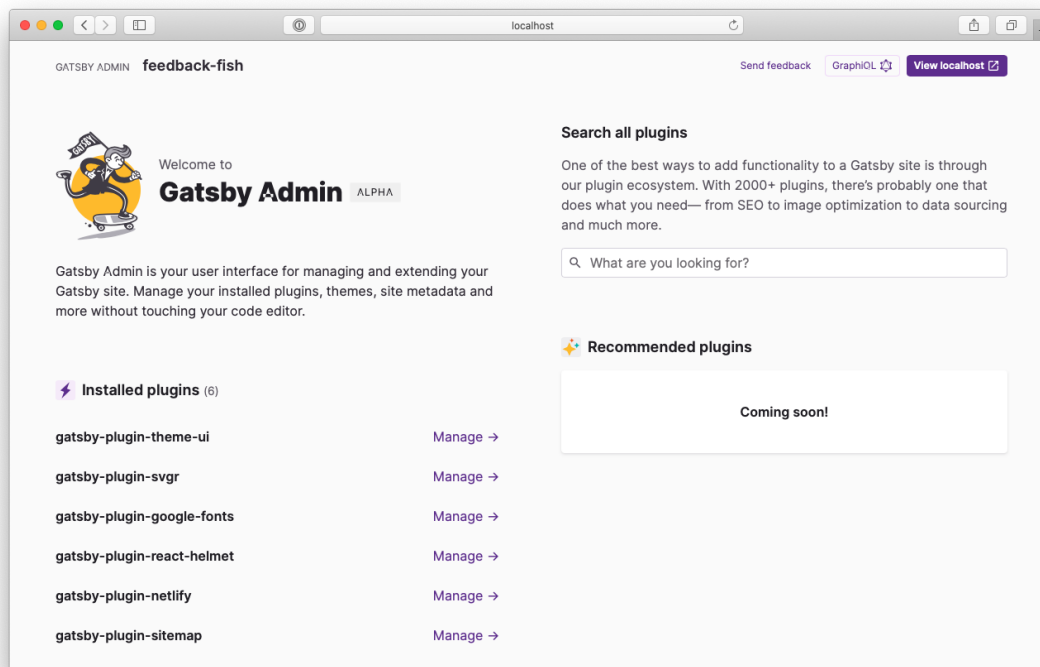 localhost
GATSBY ADMIN feedback-fish
Send feedback
GraphiQL
View localhost
GATSBY
Welcome to
Gatsby Admin ALPHA
Gatsby Admin is your user interface for managing and extending your
Gatsby site. Manage your installed plugins, themes, site metadata and
more without touching your code editor.
Installed plugins (6)
gatsby-plugin-theme-ui Manage →
gatsby-plugin-svgr Manage →
gatsby-plugin-google-fonts Manage →
gatsby-plugin-react-helmet Manage →
gatsby-plugin-netlify Manage →
gatsby-plugin-sitemap Manage →
Search all plugins
One of the best ways to add functionality to a Gatsby site is through
our plugin ecosystem. With 2000+ plugins, there’s probably one that
does what you need— from SEO to image optimization to data sourcing
and much more.
What are you looking for?
Recommended plugins
Coming soon!